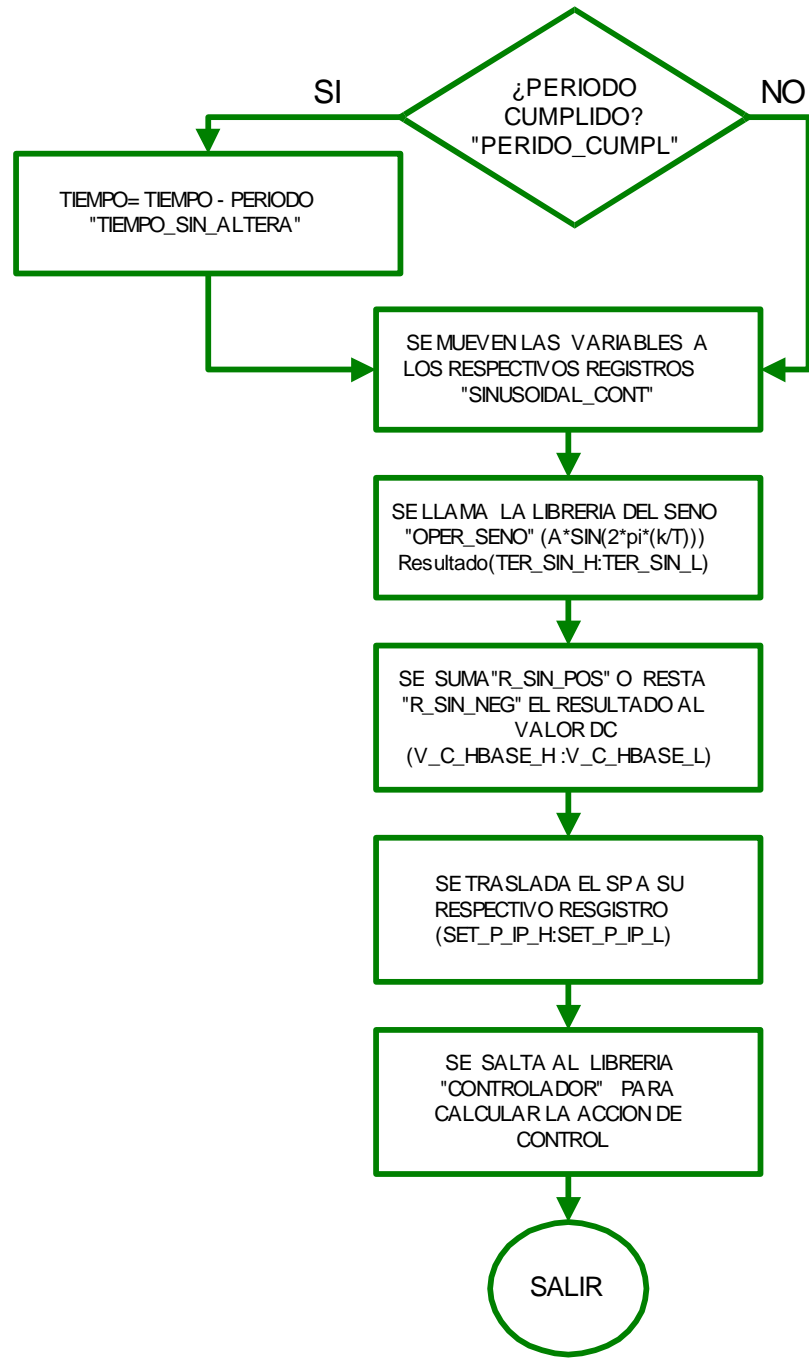 SI
¿PERIODO
CUMPLIDO?
"PERIDO_CUMPL"
NO
TIEMPO= TIEMPO - PERIODO
"TIEMPO_SIN_ALTERA"
SE MUEVEN LAS VARIABLES A
LOS RESPECTIVOS REGISTROS
"SINUSOIDAL_CONT"
SE LLAMA LA LIBRERIA DEL SENO
"OPER_SENO" (A*SIN(2*pi*(k/T)))
Resultado(TER_SIN_H:TER_SIN_L)
SE SUMA"R_SIN_POS" O RESTA
"R_SIN_NEG" EL RESULTADO AL
VALOR DC
(V_C_HBASE_H :V_C_HBASE_L)
SE TRASLADA EL SP A SU
RESPECTIVO RESGISTRO
(SET_P_IP_H:SET_P_IP_L)
SE SALTA AL LIBRERIA
"CONTROLADOR" PARA
CALCULAR LA ACCION DE
CONTROL
SALIR